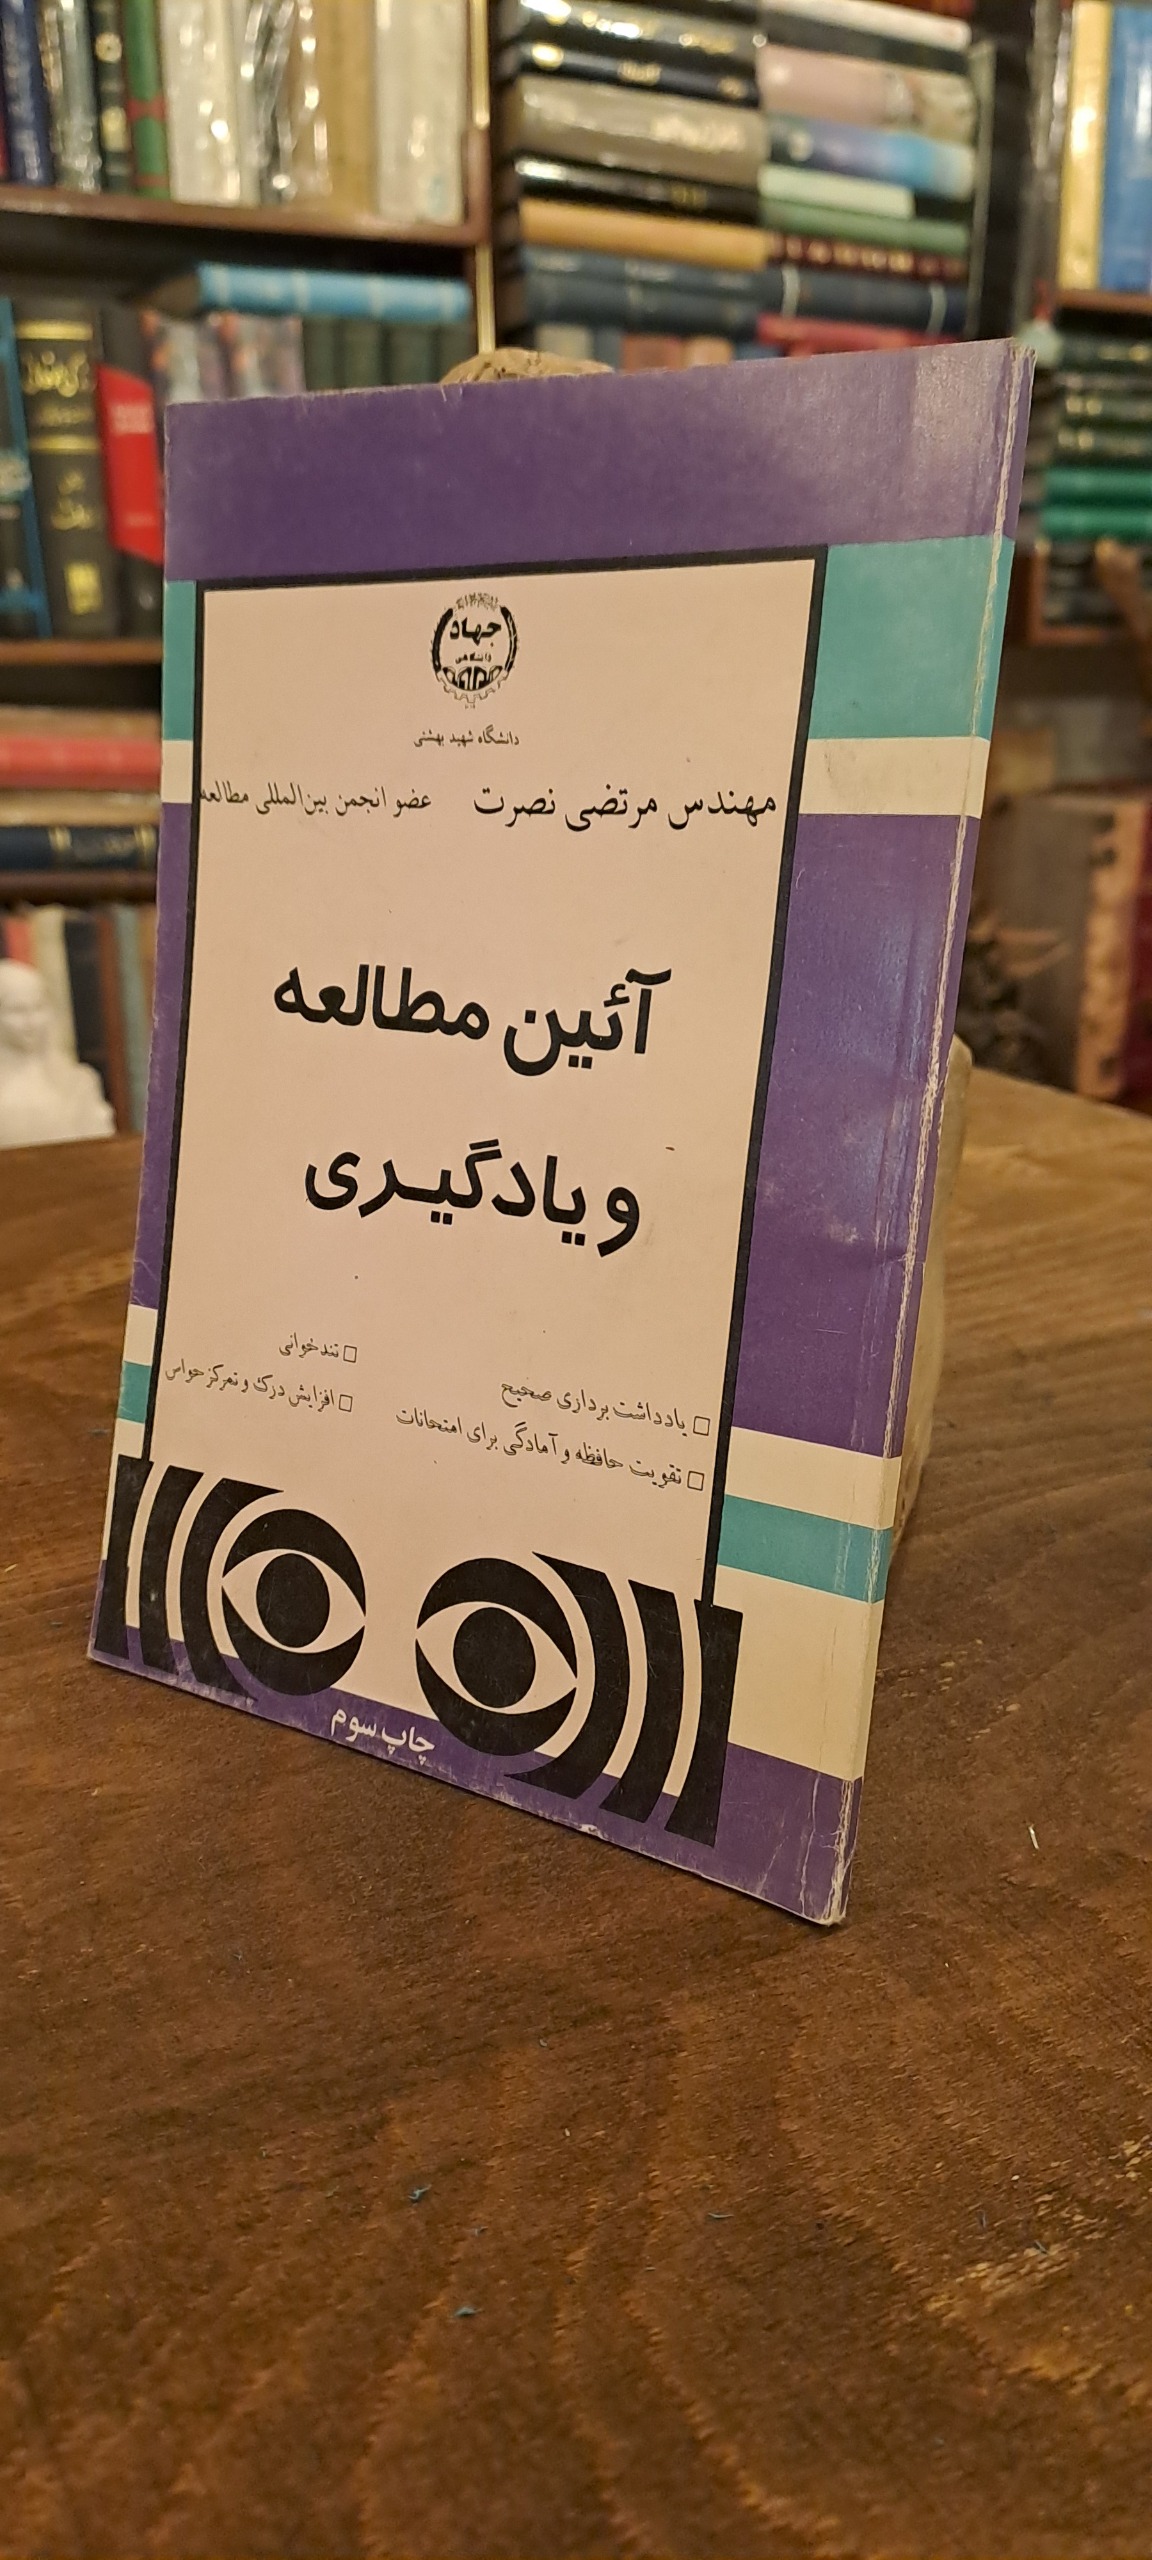 جهاد
دانشگاهی
دانشگاه شهید بهشتی
مهندس مرتضی نصرت عضو انجمن بین‌المللی مطالعه
آئین مطالعه
و یادگیری
□ یادداشت برداری صحیح
□ تقویت حافظه و آمادگی برای امتحانات
□ تندخوانی
□ افزایش درک و تمرکز حواس
چاپ سوم